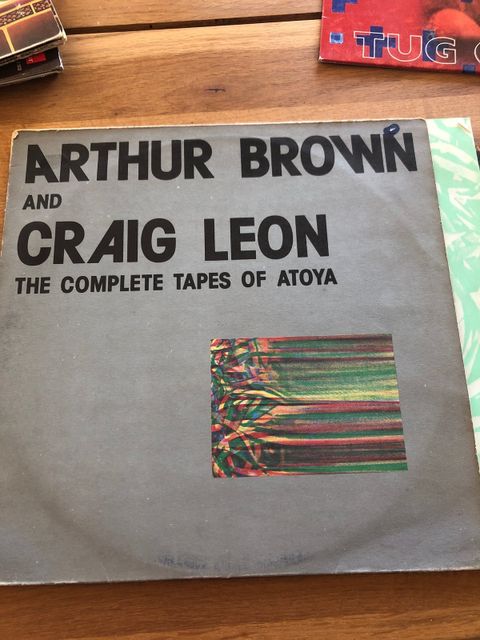 TUG
ARTHUR BROWN
AND
CRAIG LEON
THE COMPLETE TAPES OF ATOYA